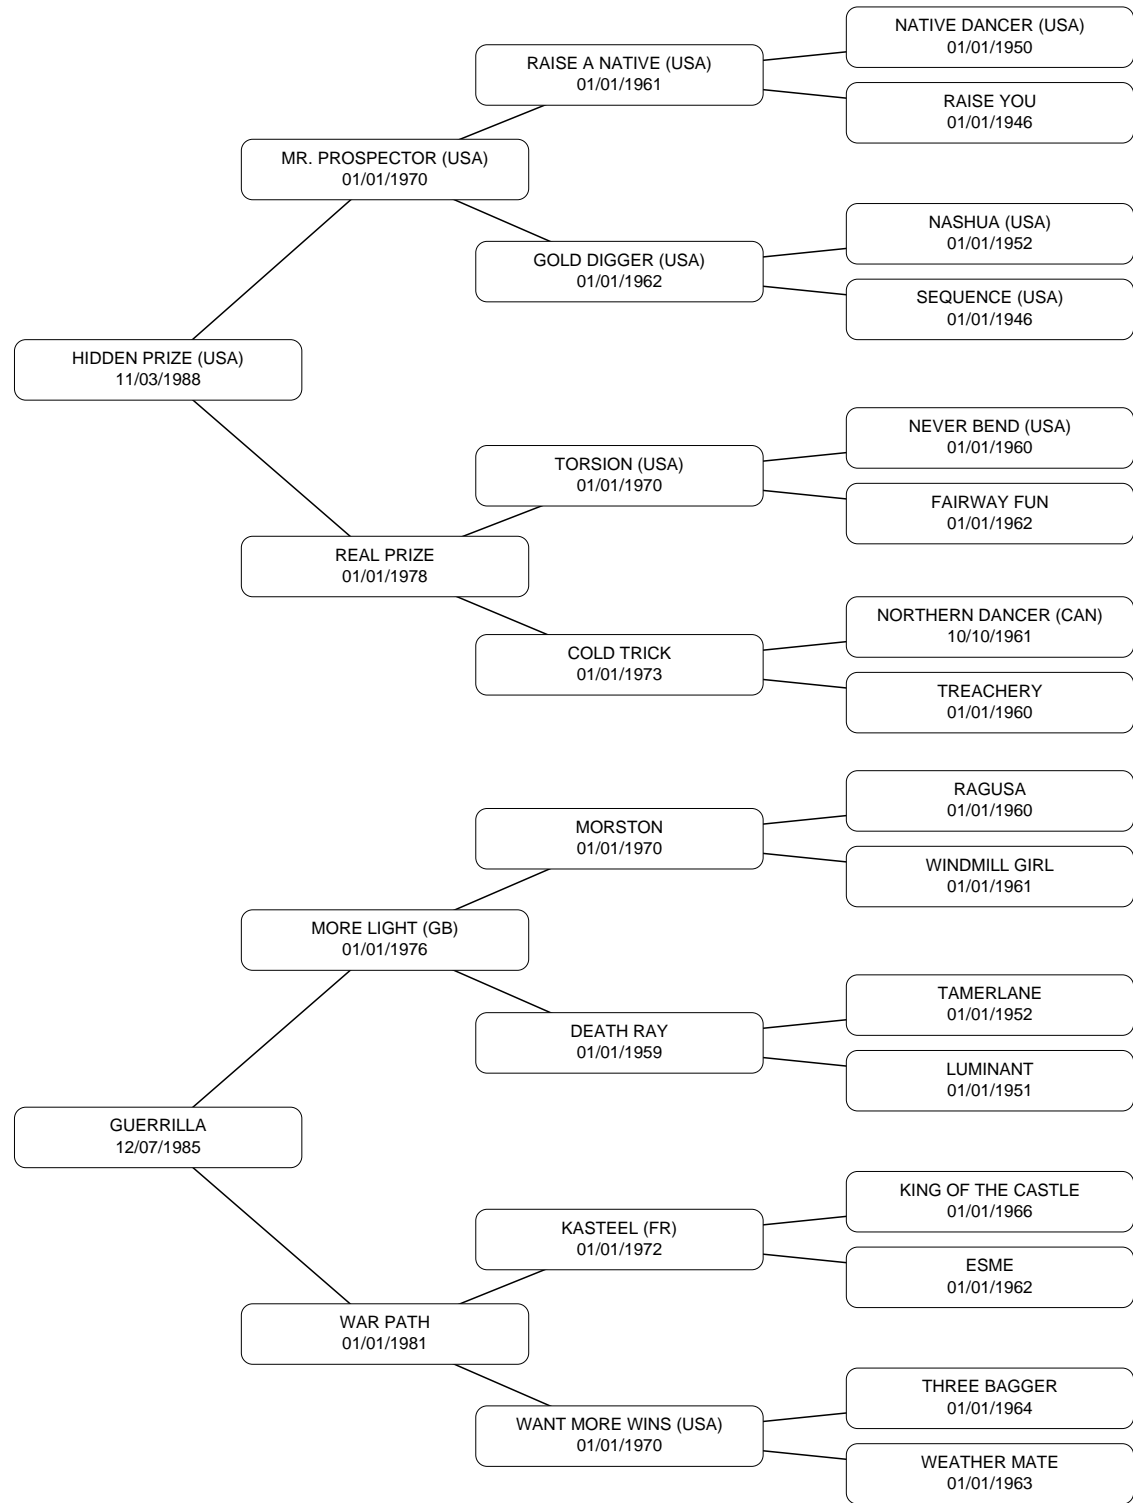 NATIVE DANCER (USA)
01/01/1950
RAISE A NATIVE (USA)
01/01/1961
RAISE YOU
01/01/1946
MR. PROSPECTOR (USA)
01/01/1970
NASHUA (USA)
01/01/1952
GOLD DIGGER (USA)
01/01/1962
SEQUENCE (USA)
01/01/1946
HIDDEN PRIZE (USA)
11/03/1988
NEVER BEND (USA)
01/01/1960
TORSION (USA)
01/01/1970
FAIRWAY FUN
01/01/1962
REAL PRIZE
01/01/1978
NORTHERN DANCER (CAN)
10/10/1961
COLD TRICK
01/01/1973
TREACHERY
01/01/1960
RAGUSA
01/01/1960
MORSTON
01/01/1970
WINDMILL GIRL
01/01/1961
MORE LIGHT (GB)
01/01/1976
TAMERLANE
01/01/1952
DEATH RAY
01/01/1959
LUMINANT
01/01/1951
GUERRILLA
12/07/1985
KING OF THE CASTLE
01/01/1966
KASTEEL (FR)
01/01/1972
ESME
01/01/1962
WAR PATH
01/01/1981
THREE BAGGER
01/01/1964
WANT MORE WINS (USA)
01/01/1970
WEATHER MATE
01/01/1963